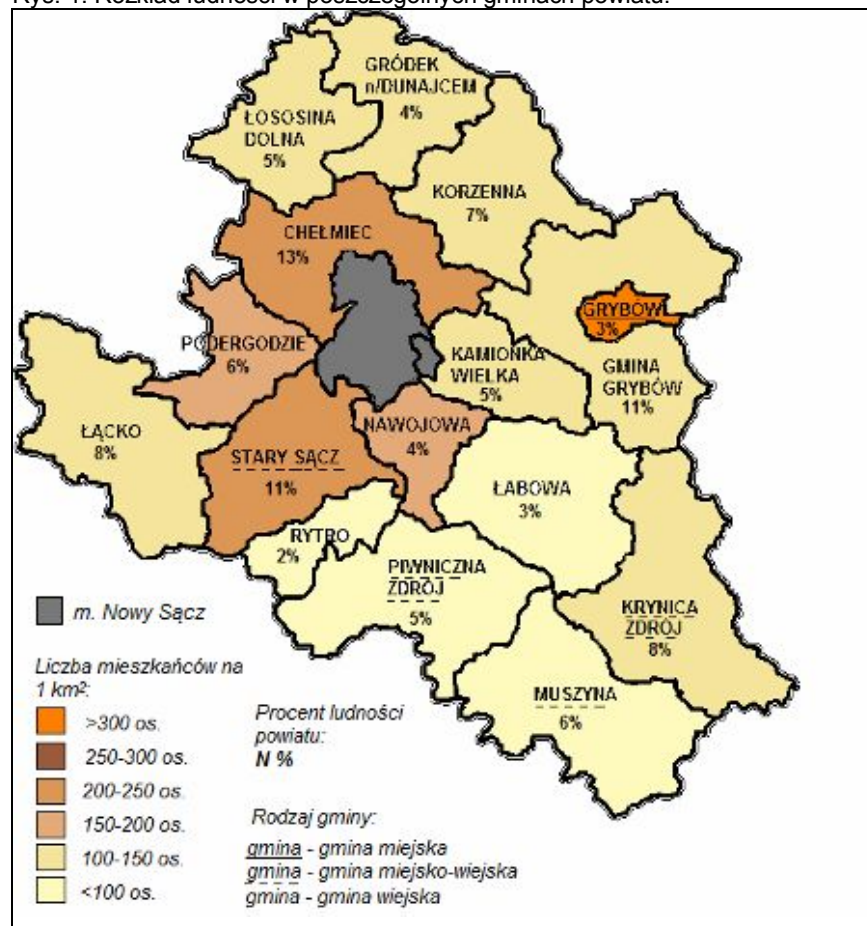 Rys. 1. Rozkład ludności w poszczególnych gminach powiatu.
GRÓDEK
n/DUNAJCEM
4%
ŁOSOSINA
DOLNA
5%
KORZENNA
7%
CHEŁMIEC
13%
GRYBÓW
3%
PODERGODZIE
6%
KAMIONKA
WIELKA
5%
GMINA
GRYBÓW
11%
ŁĄCKO
8%
NAWOJOWA
4%
STARY SĄCZ
11%
ŁABOWA
3%
RYTRO
2%
PIWNICZNA
ZDRÓJ
5%
KRYNICA
ZDRÓJ
8%
MUSZYNA
6%
m. Nowy Sącz
Liczba mieszkańców na
1 km²:
>300 os.
250-300 os.
200-250 os.
150-200 os.
100-150 os.
<100 os.
Procent ludności
powiatu:
N %
Rodzaj gminy:
gmina - gmina miejska
gmina - gmina miejsko-wiejska
gmina - gmina wiejska